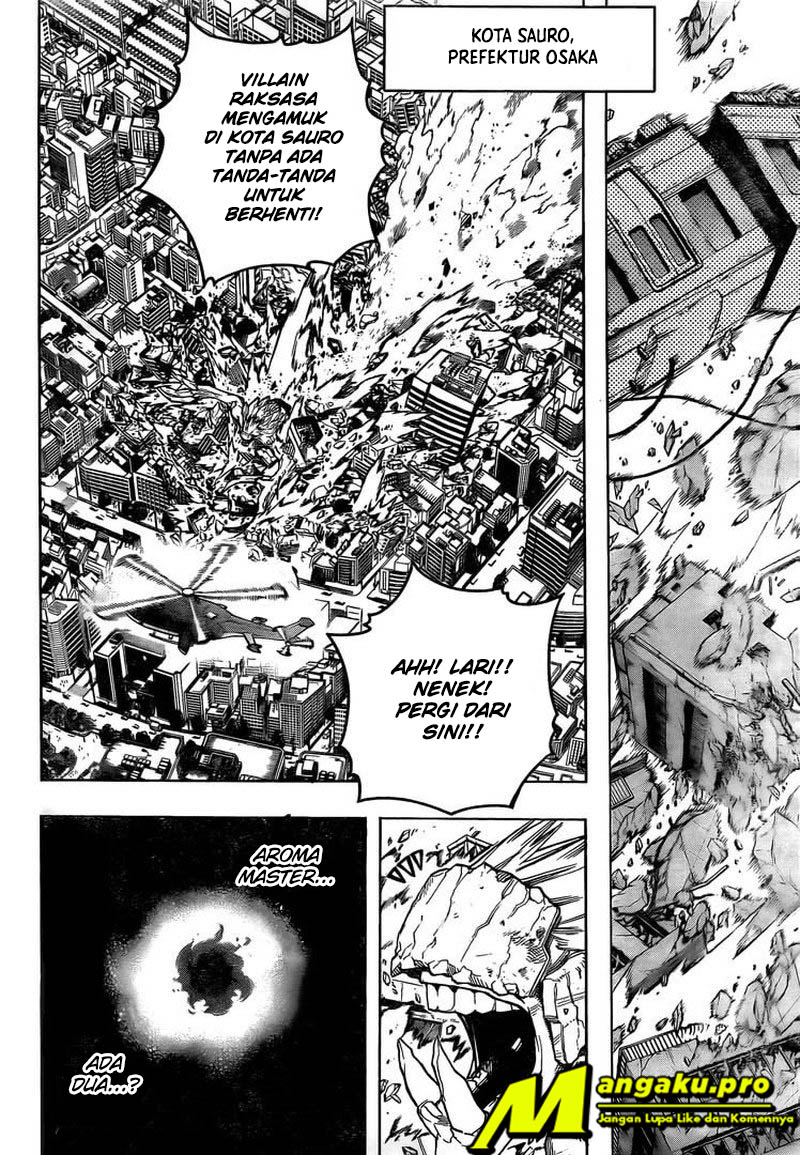 KOTA SAURO,
PREFEKTUR OSAKA
VILLAIN
RAKSASA
MENGAMUK
DI KOTA SAURO
TANPA ADA
TANDA-TANDA
UNTUK
BERHENTI!
AHH! LARI!!
NENEK!
PERGI DARI
SINI!!
AROMA
MASTER...
ADA
DUA...?
Mangaku.pro
Jangan Lupa Like dan Komennya